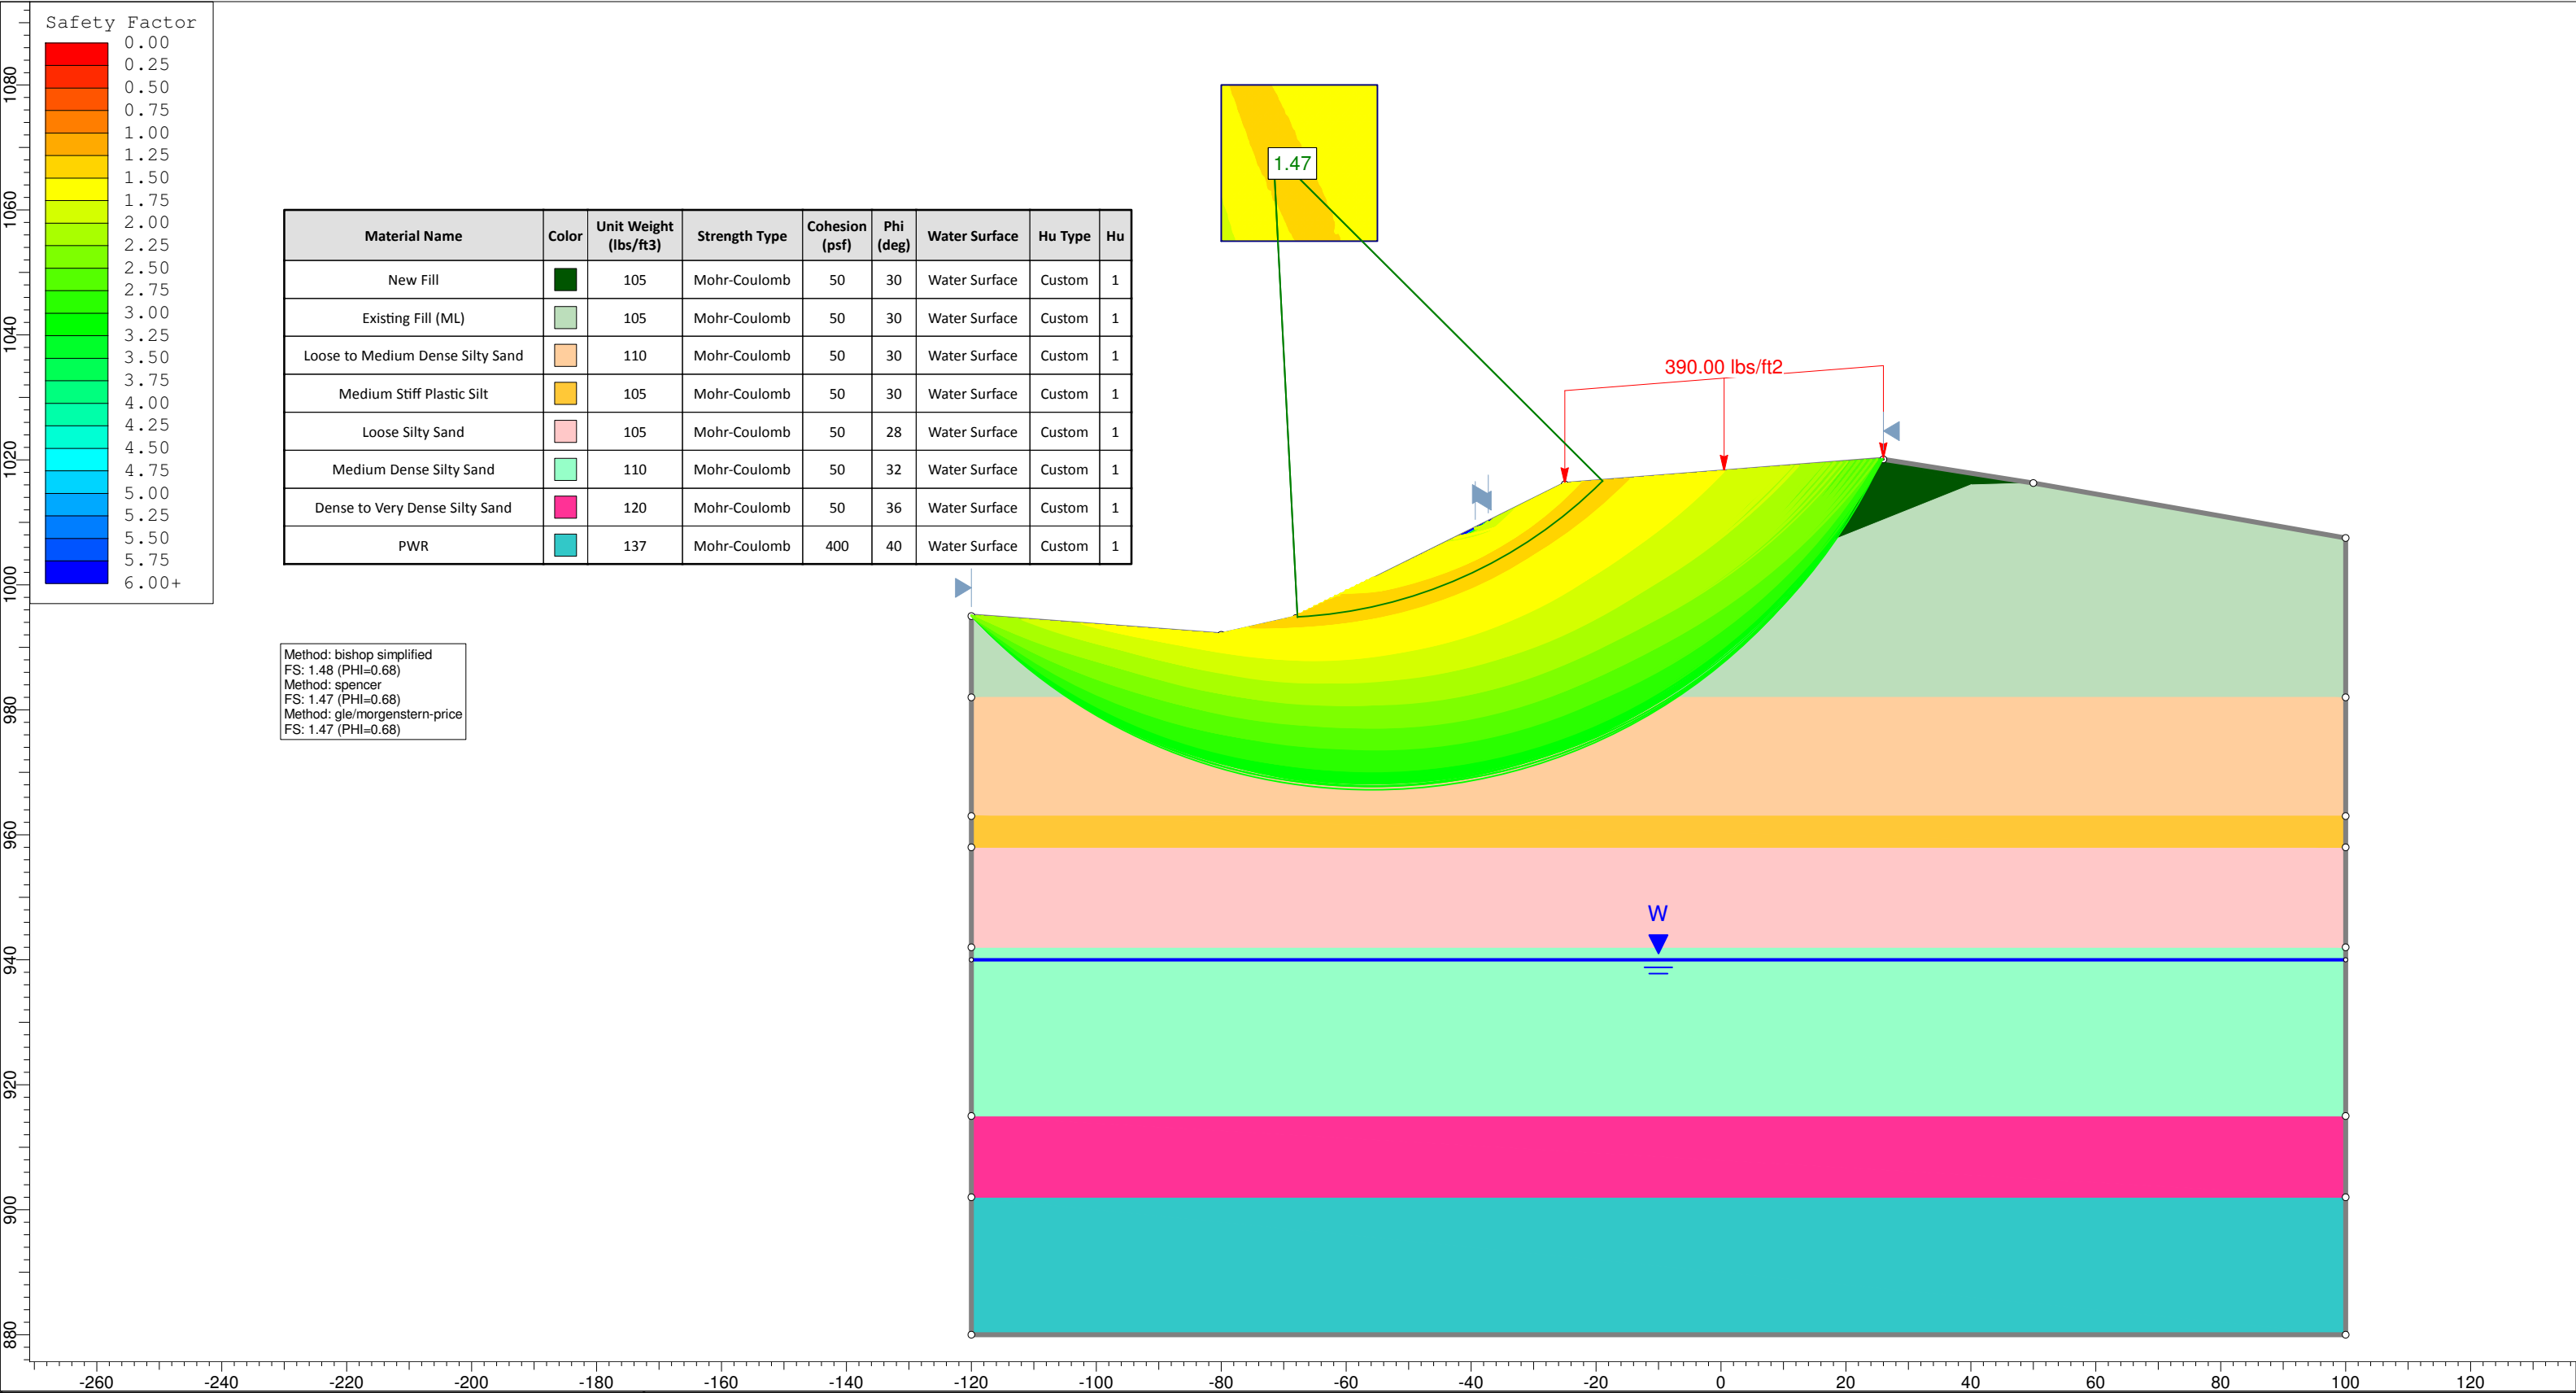 Safety Factor
0.00
0.25
0.50
0.75
1.00
1.25
1.50
1.75
2.00
2.25
2.50
2.75
3.00
3.25
3.50
3.75
4.00
4.25
4.50
4.75
5.00
5.25
5.50
5.75
6.00+
1080
1060
1040
1020
1000
980
960
940
920
900
880
Material Name Color Unit Weight (lbs/ft3) Strength Type Cohesion (psf) Phi (deg) Water Surface Hu Type Hu
New Fill 105 Mohr-Coulomb 50 30 Water Surface Custom 1
Existing Fill (ML) 105 Mohr-Coulomb 50 30 Water Surface Custom 1
Loose to Medium Dense Silty Sand 110 Mohr-Coulomb 50 30 Water Surface Custom 1
Medium Stiff Plastic Silt 105 Mohr-Coulomb 50 30 Water Surface Custom 1
Loose Silty Sand 105 Mohr-Coulomb 50 28 Water Surface Custom 1
Medium Dense Silty Sand 110 Mohr-Coulomb 50 32 Water Surface Custom 1
Dense to Very Dense Silty Sand 120 Mohr-Coulomb 50 36 Water Surface Custom 1
PWR 137 Mohr-Coulomb 400 40 Water Surface Custom 1
1.47
390.00 lbs/ft2
Method: bishop simplified
FS: 1.48 (PHI=0.68)
Method: spencer
FS: 1.47 (PHI=0.68)
Method: gle/morgenstern-price
FS: 1.47 (PHI=0.68)
W
-260 -240 -220 -200 -180 -160 -140 -120 -100 -80 -60 -40 -20 0 20 40 60 80 100 120